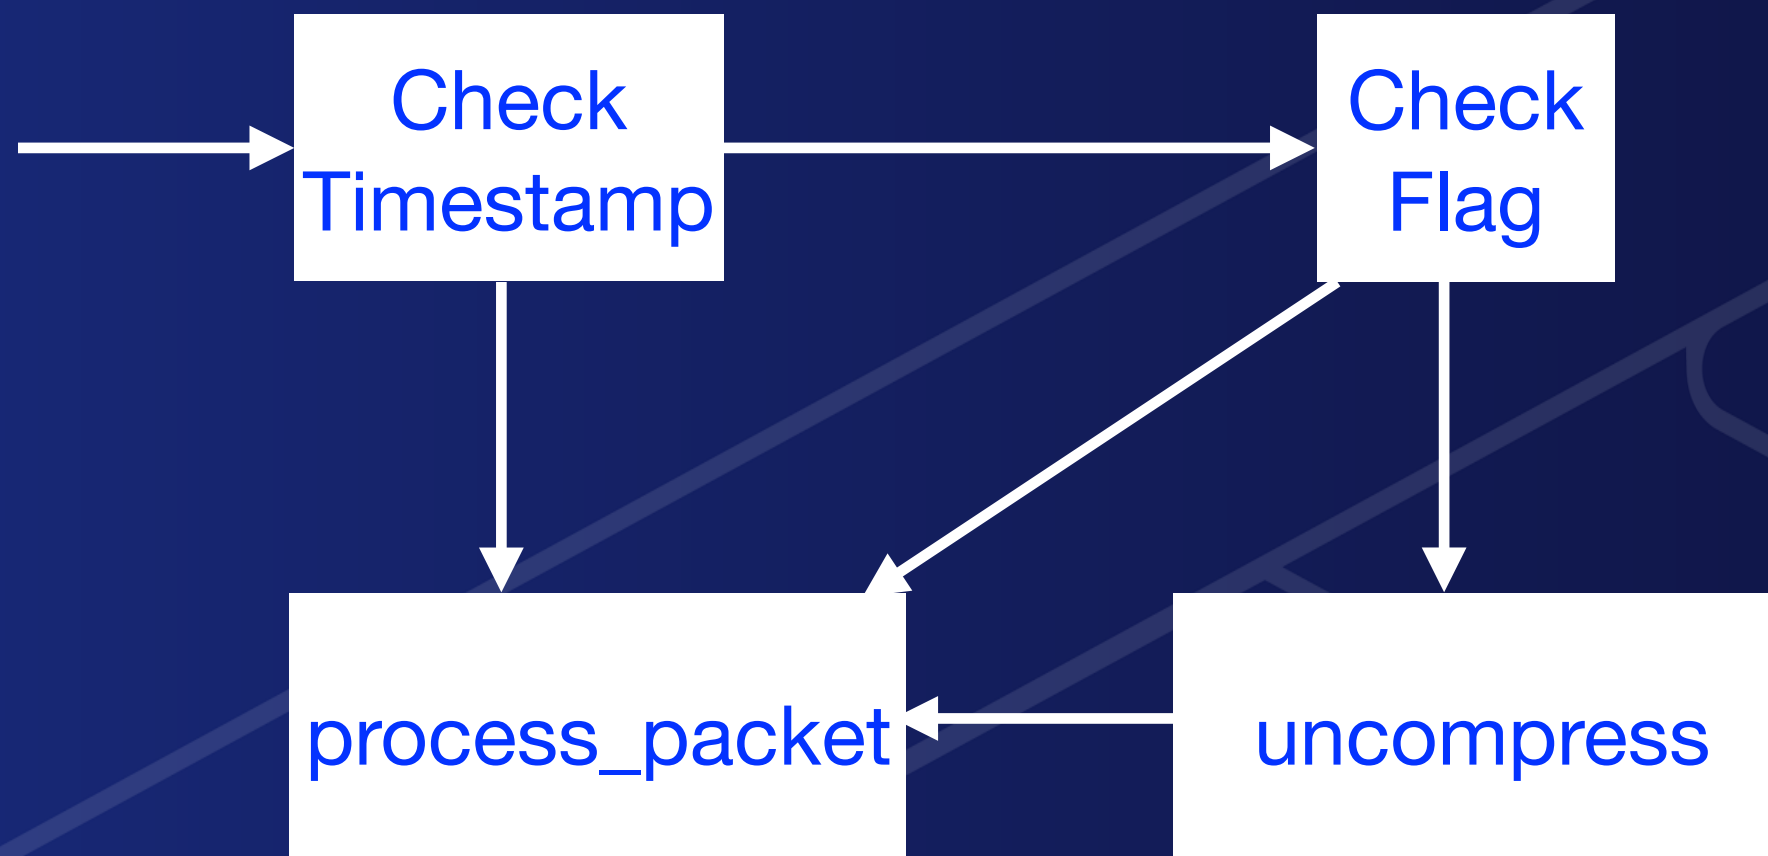 Check
Timestamp
Check
Flag
process_packet
uncompress